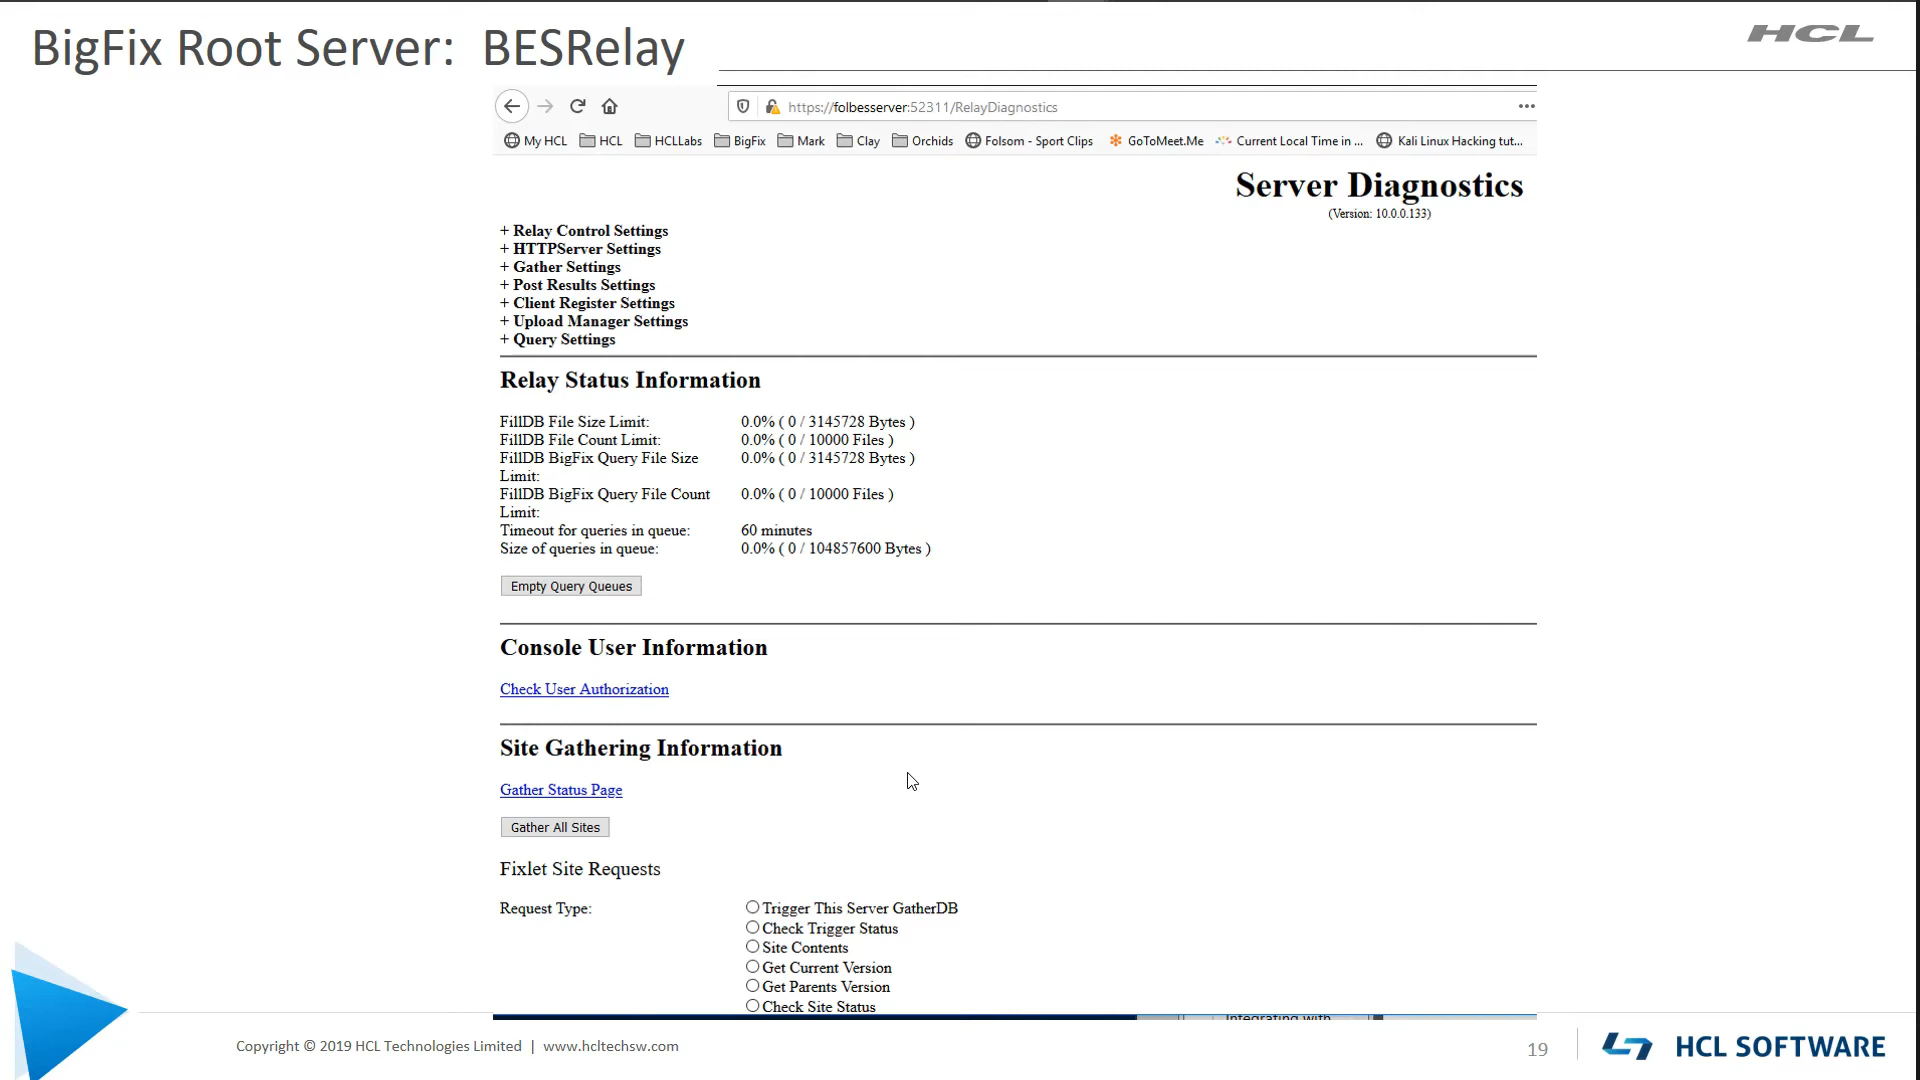 BigFix Root Server: BESRelay
HCL
https://folbesserver:52311/RelayDiagnostics
My HCL HCL HCLLabs BigFix Mark Clay Orchids Folsom - Sport Clips GoToMeet.Me Current Local Time in ... Kali Linux Hacking tut...
Server Diagnostics
(Version: 10.0.0.133)
+ Relay Control Settings
+ HTTPServer Settings
+ Gather Settings
+ Post Results Settings
+ Client Register Settings
+ Upload Manager Settings
+ Query Settings
Relay Status Information
FillDB File Size Limit: 0.0% ( 0 / 3145728 Bytes )
FillDB File Count Limit: 0.0% ( 0 / 10000 Files )
FillDB BigFix Query File Size 0.0% ( 0 / 3145728 Bytes )
Limit:
FillDB BigFix Query File Count 0.0% ( 0 / 10000 Files )
Limit:
Timeout for queries in queue: 60 minutes
Size of queries in queue: 0.0% ( 0 / 104857600 Bytes )
Empty Query Queues
Console User Information
Check User Authorization
Site Gathering Information
Gather Status Page
Gather All Sites
Fixlet Site Requests
Request Type: Trigger This Server GatherDB
Check Trigger Status
Site Contents
Get Current Version
Get Parents Version
Check Site Status
Integrating with
Copyright © 2019 HCL Technologies Limited | www.hcltechsw.com
19
HCL SOFTWARE